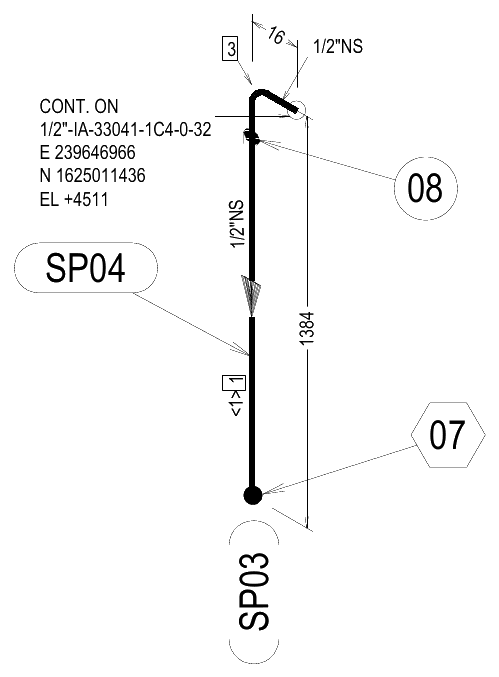 16
1/2"NS
3
CONT. ON
1/2"-IA-33041-1C4-0-32
E 239646966
N 1625011436
EL +4511
08
1/2"NS
SP04
1384
<1> 1
07
SP03